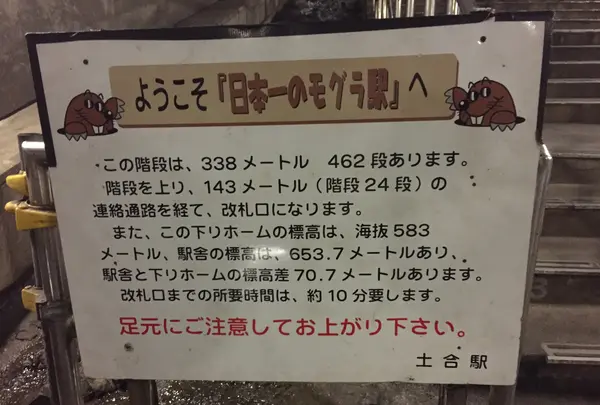 ようこそ『日本一のモグラ駅』へ
この階段は、338メートル 462段あります。
階段を上り、143メートル(階段24段)の
連絡通路を経て、改札口になります。
また、この下りホームの標高は、海抜583
メートル、駅舎の標高は、653.7メートルあり、
駅舎と下りホームの標高差70.7メートルあります。
改札口までの所要時間は、約10分要します。
足元にご注意してお上がり下さい。
土合駅